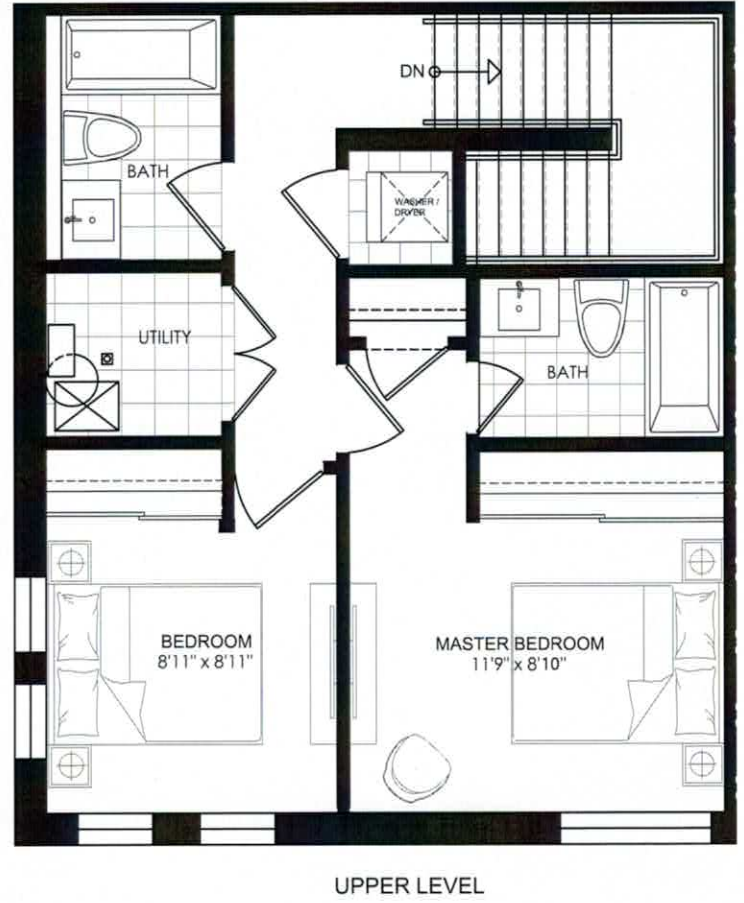 DN
BATH
WASHER /
DRYER
UTILITY
BATH
BEDROOM
8'11" x 8'11"
MASTER BEDROOM
11'9" x 8'10"
UPPER LEVEL